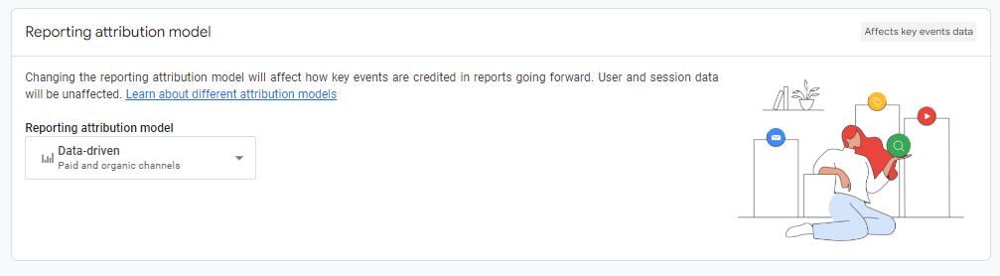 Reporting attribution model
Affects key events data
Changing the reporting attribution model will affect how key events are credited in reports going forward. User and session data
will be unaffected. Learn about different attribution models
Reporting attribution model
Data-driven
Paid and organic channels